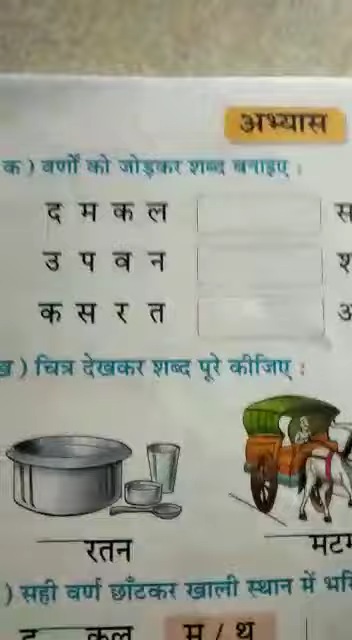 अभ्यास
क ) वर्णों को जोड़कर शब्द बनाइए :
द म क ल
उ प व न
क स र त
ख ) चित्र देखकर शब्द पूरे कीजिए :
रतन
) सही वर्ण छाँटकर खाली स्थान में